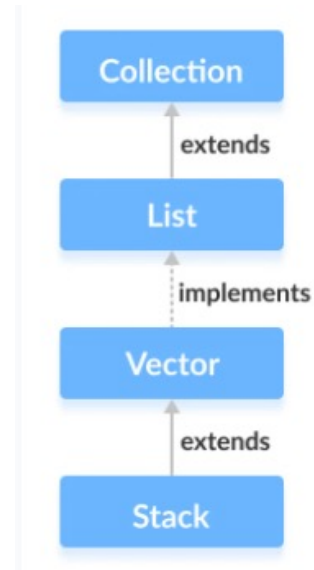 Collection
extends
List
implements
Vector
extends
Stack